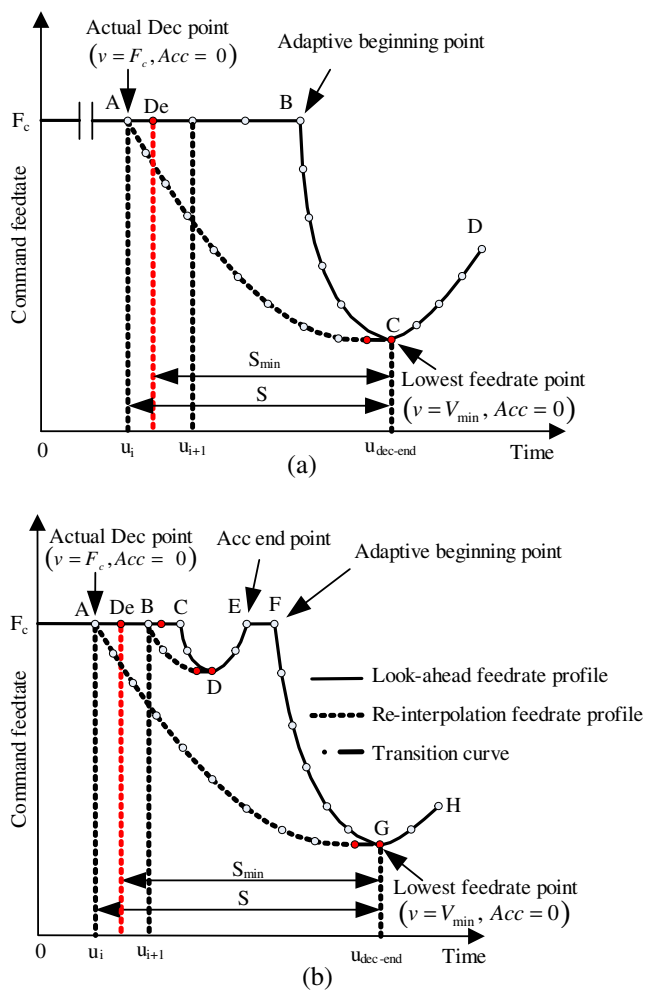 Actual Dec point
(v = F_c, Acc = 0)
Adaptive beginning point
A
De
B
F_c
D
Command feedtate
C
S_min
Lowest feedrate point
S
(v = V_min, Acc = 0)
0
u_i
u_i+1
u_dec-end
Time
(a)
Actual Dec point
(v = F_c, Acc = 0)
Acc end point
Adaptive beginning point
A
De
B
C
E
F
F_c
D
Look-ahead feedrate profile
Re-interpolation feedrate profile
Transition curve
Command feedtate
H
G
S_min
Lowest feedrate point
S
(v = V_min, Acc = 0)
0
u_i
u_i+1
u_dec-end
Time
(b)